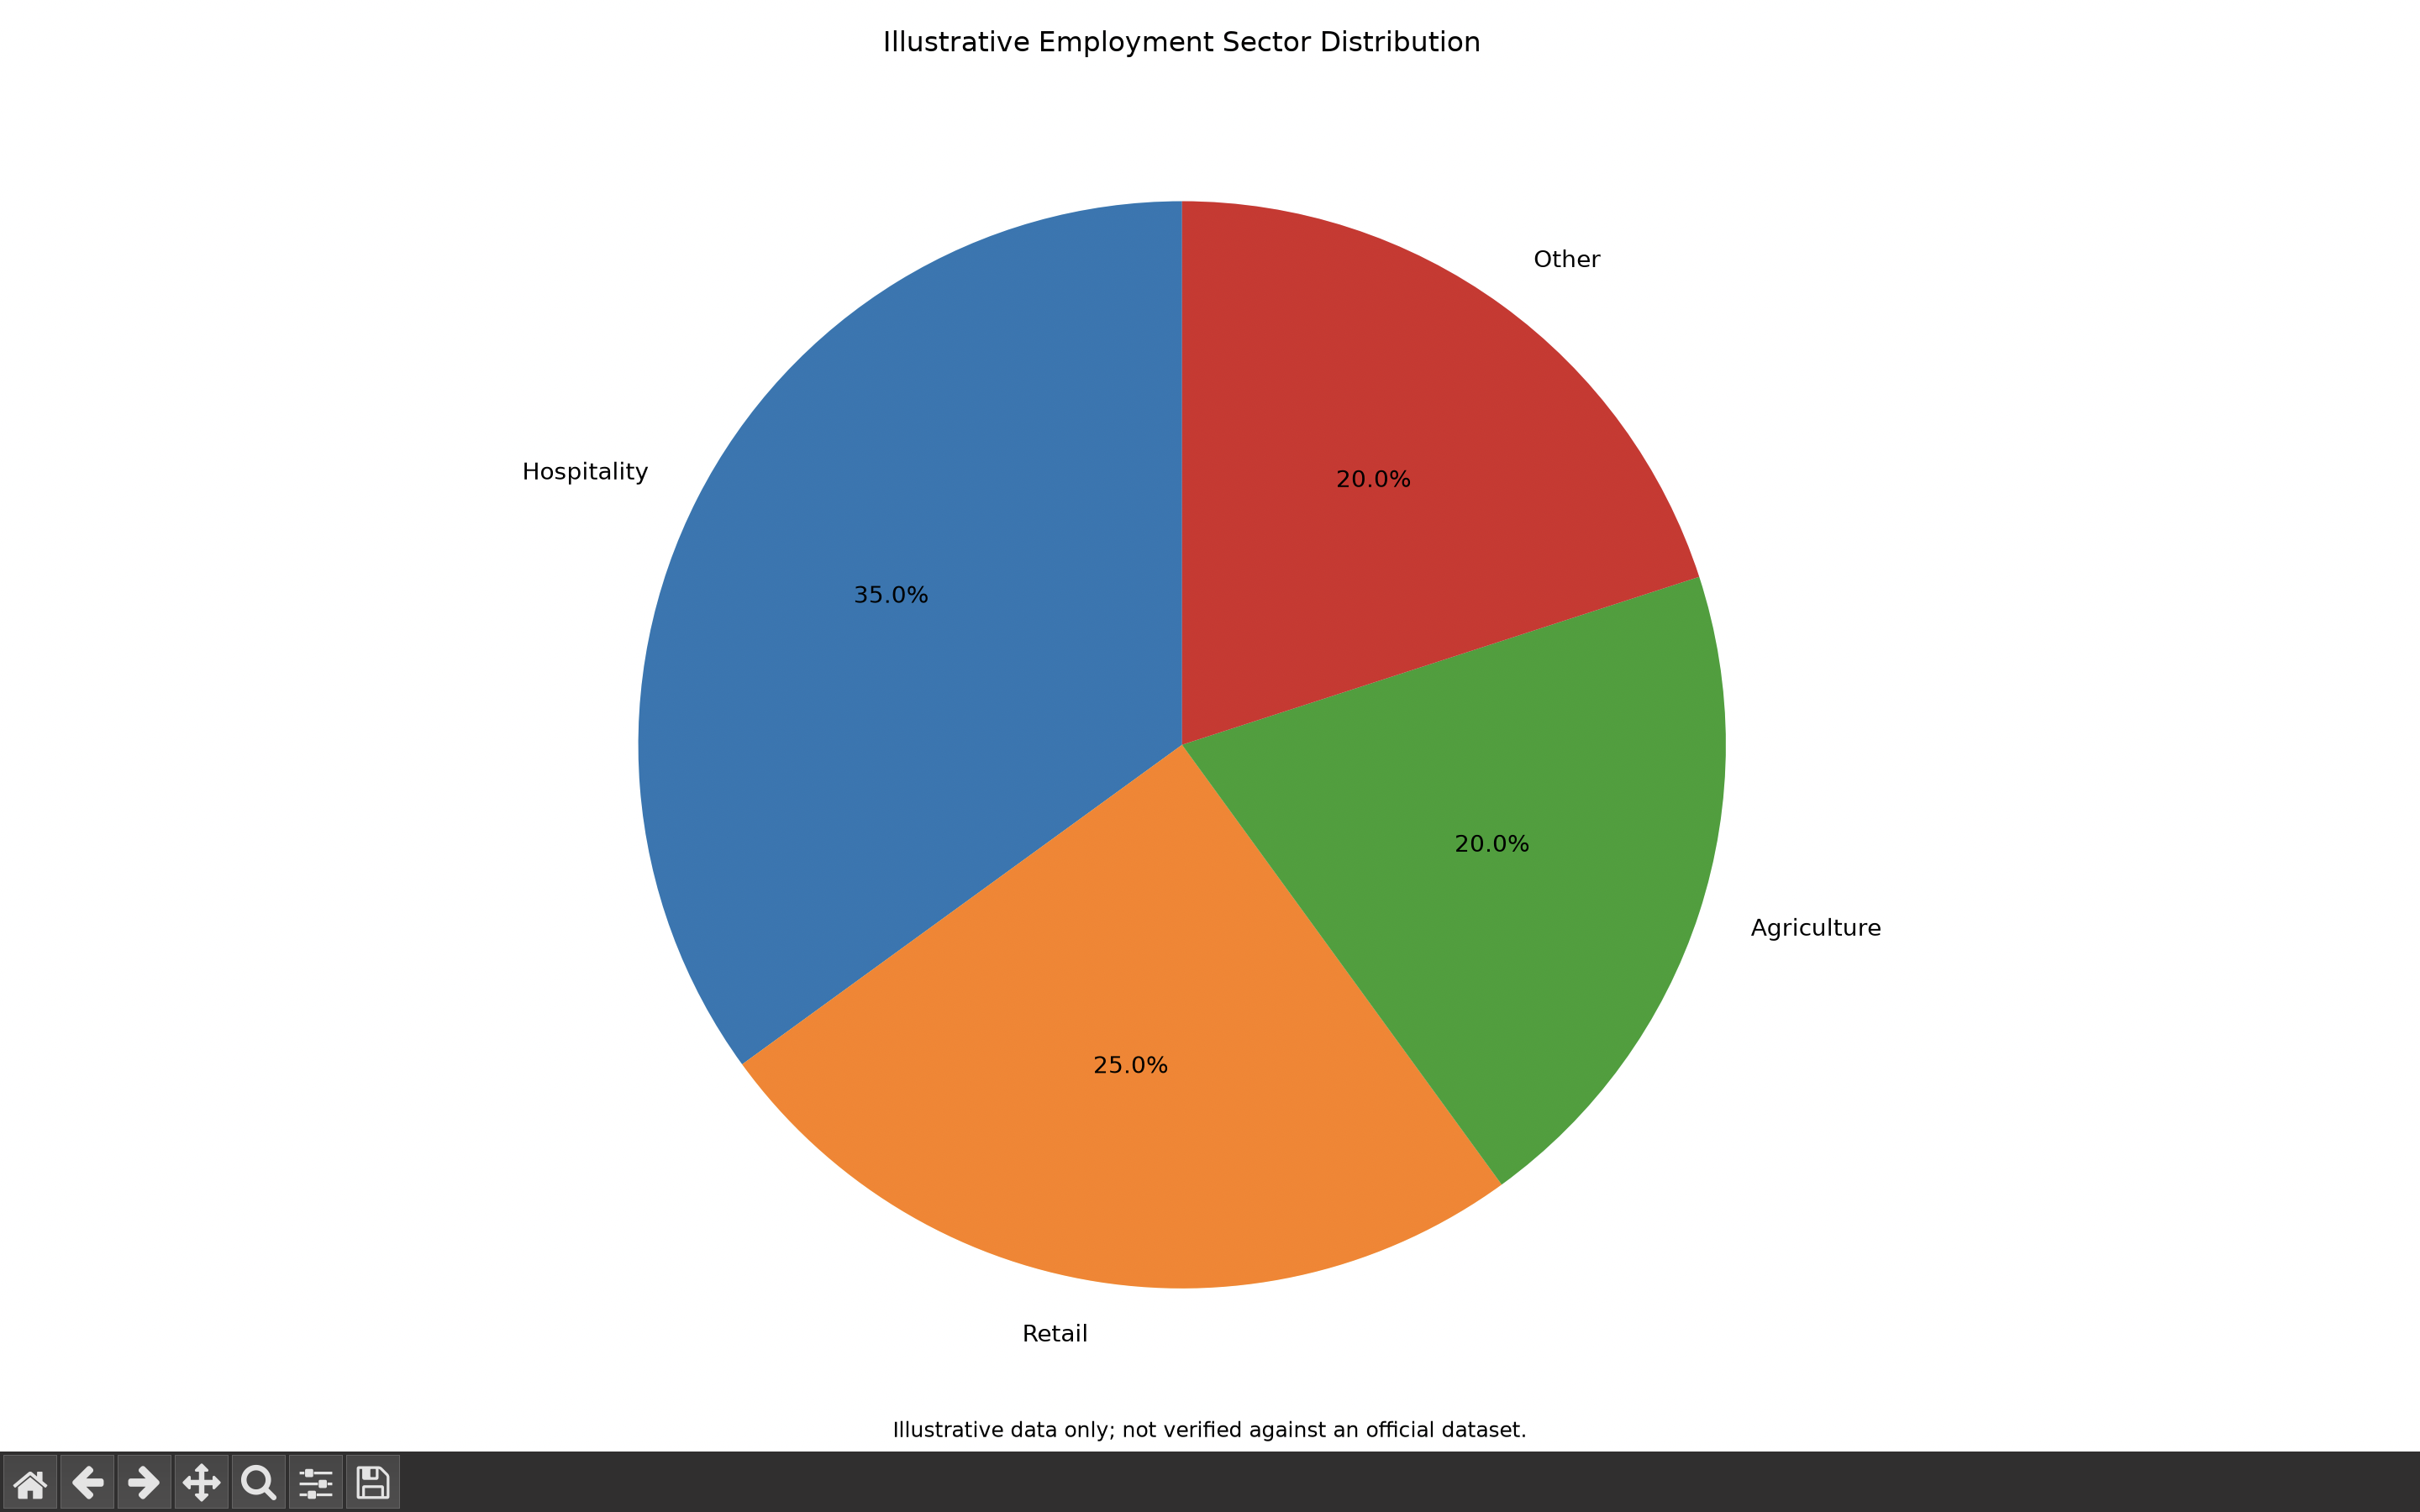 Illustrative Employment Sector Distribution
Other
Hospitality
20.0%
35.0%
20.0%
Agriculture
25.0%
Retail
Illustrative data only; not verified against an official dataset.